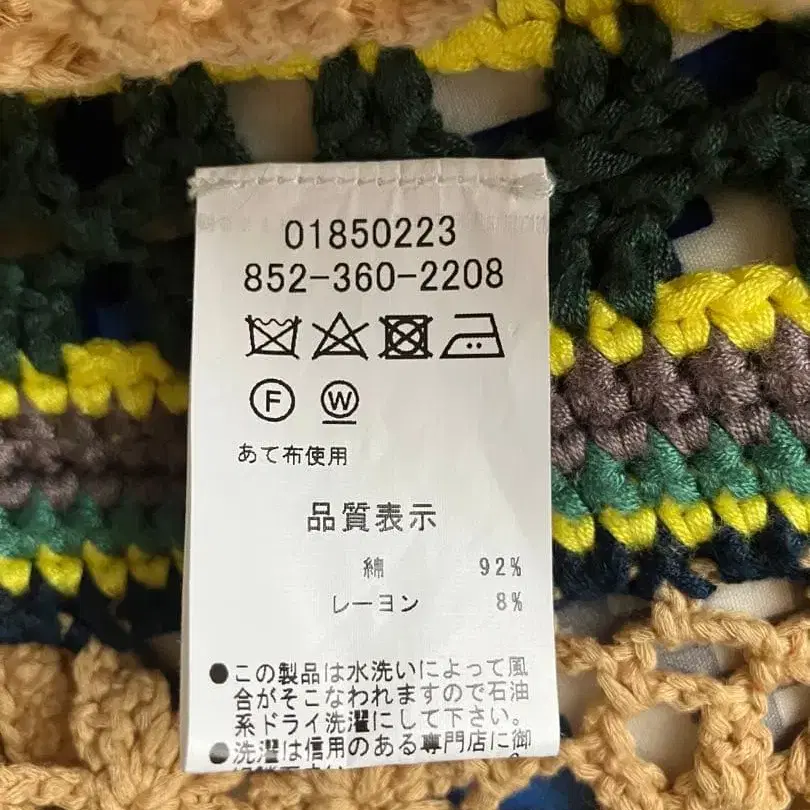 01850223
852-360-2208
F W
あて布使用
品質表示
綿 92%
レーヨン 8%
●この製品は水洗いによって風
合がそこなわれますので石油
系ドライ洗濯にして下さい。
●洗濯は信用のある専門店に御